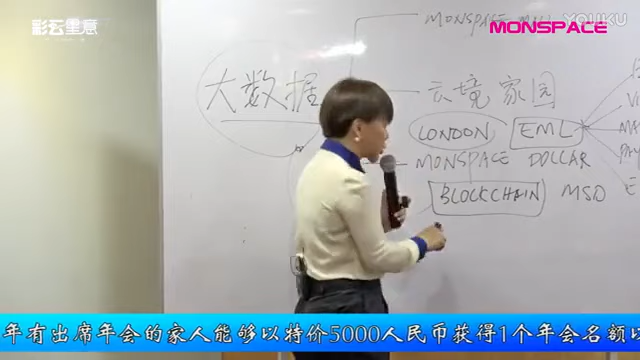 彩云重意
YOUKU
MONSPACE
MONSPACE MALL
大数据
云境家园
LONDON
EML
MONSPACE DOLLAR
BLOCKCHAIN
MSD
年有出席年会的家人能够以特价5000人民币获得1个年会名额